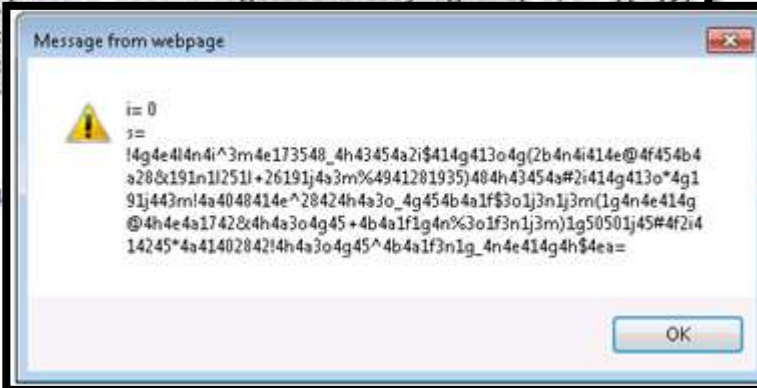 Message from webpage
i= 0
s=
!4g4e4l4n4i^3m4e173548_4h43454a2i$414g413o4g(2b4n4i414e@4f454b4
a28&191n1l251l+26191j4a3m%4941281935)484h43454a#2i414g413o*4g1
91j443m!4a4048414e^28424h4a3o_4g454b4a1f$3o1j3n1j3m(1g4n4e414g
@4h4e4a1742&4h4a3o4g45+4b4a1f1g4n%3o1f3n1j3m)1g50501j45#4f2i4
14245*4a41402842!4h4a3o4g45^4b4a1f3n1g_4n4e414g4h$4ea=
OK